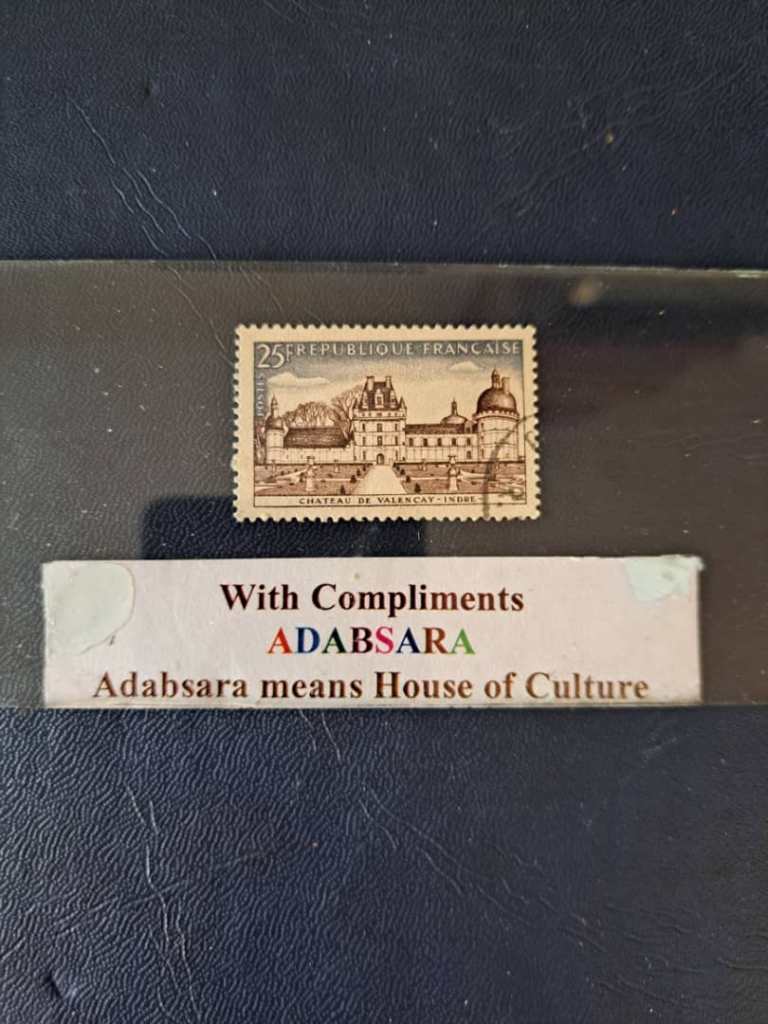 25F REPUBLIQUE FRANÇAISE
POSTES
CHATEAU DE VALENCAY - INDRE
With Compliments
ADABSARA
Adabsara means House of Culture